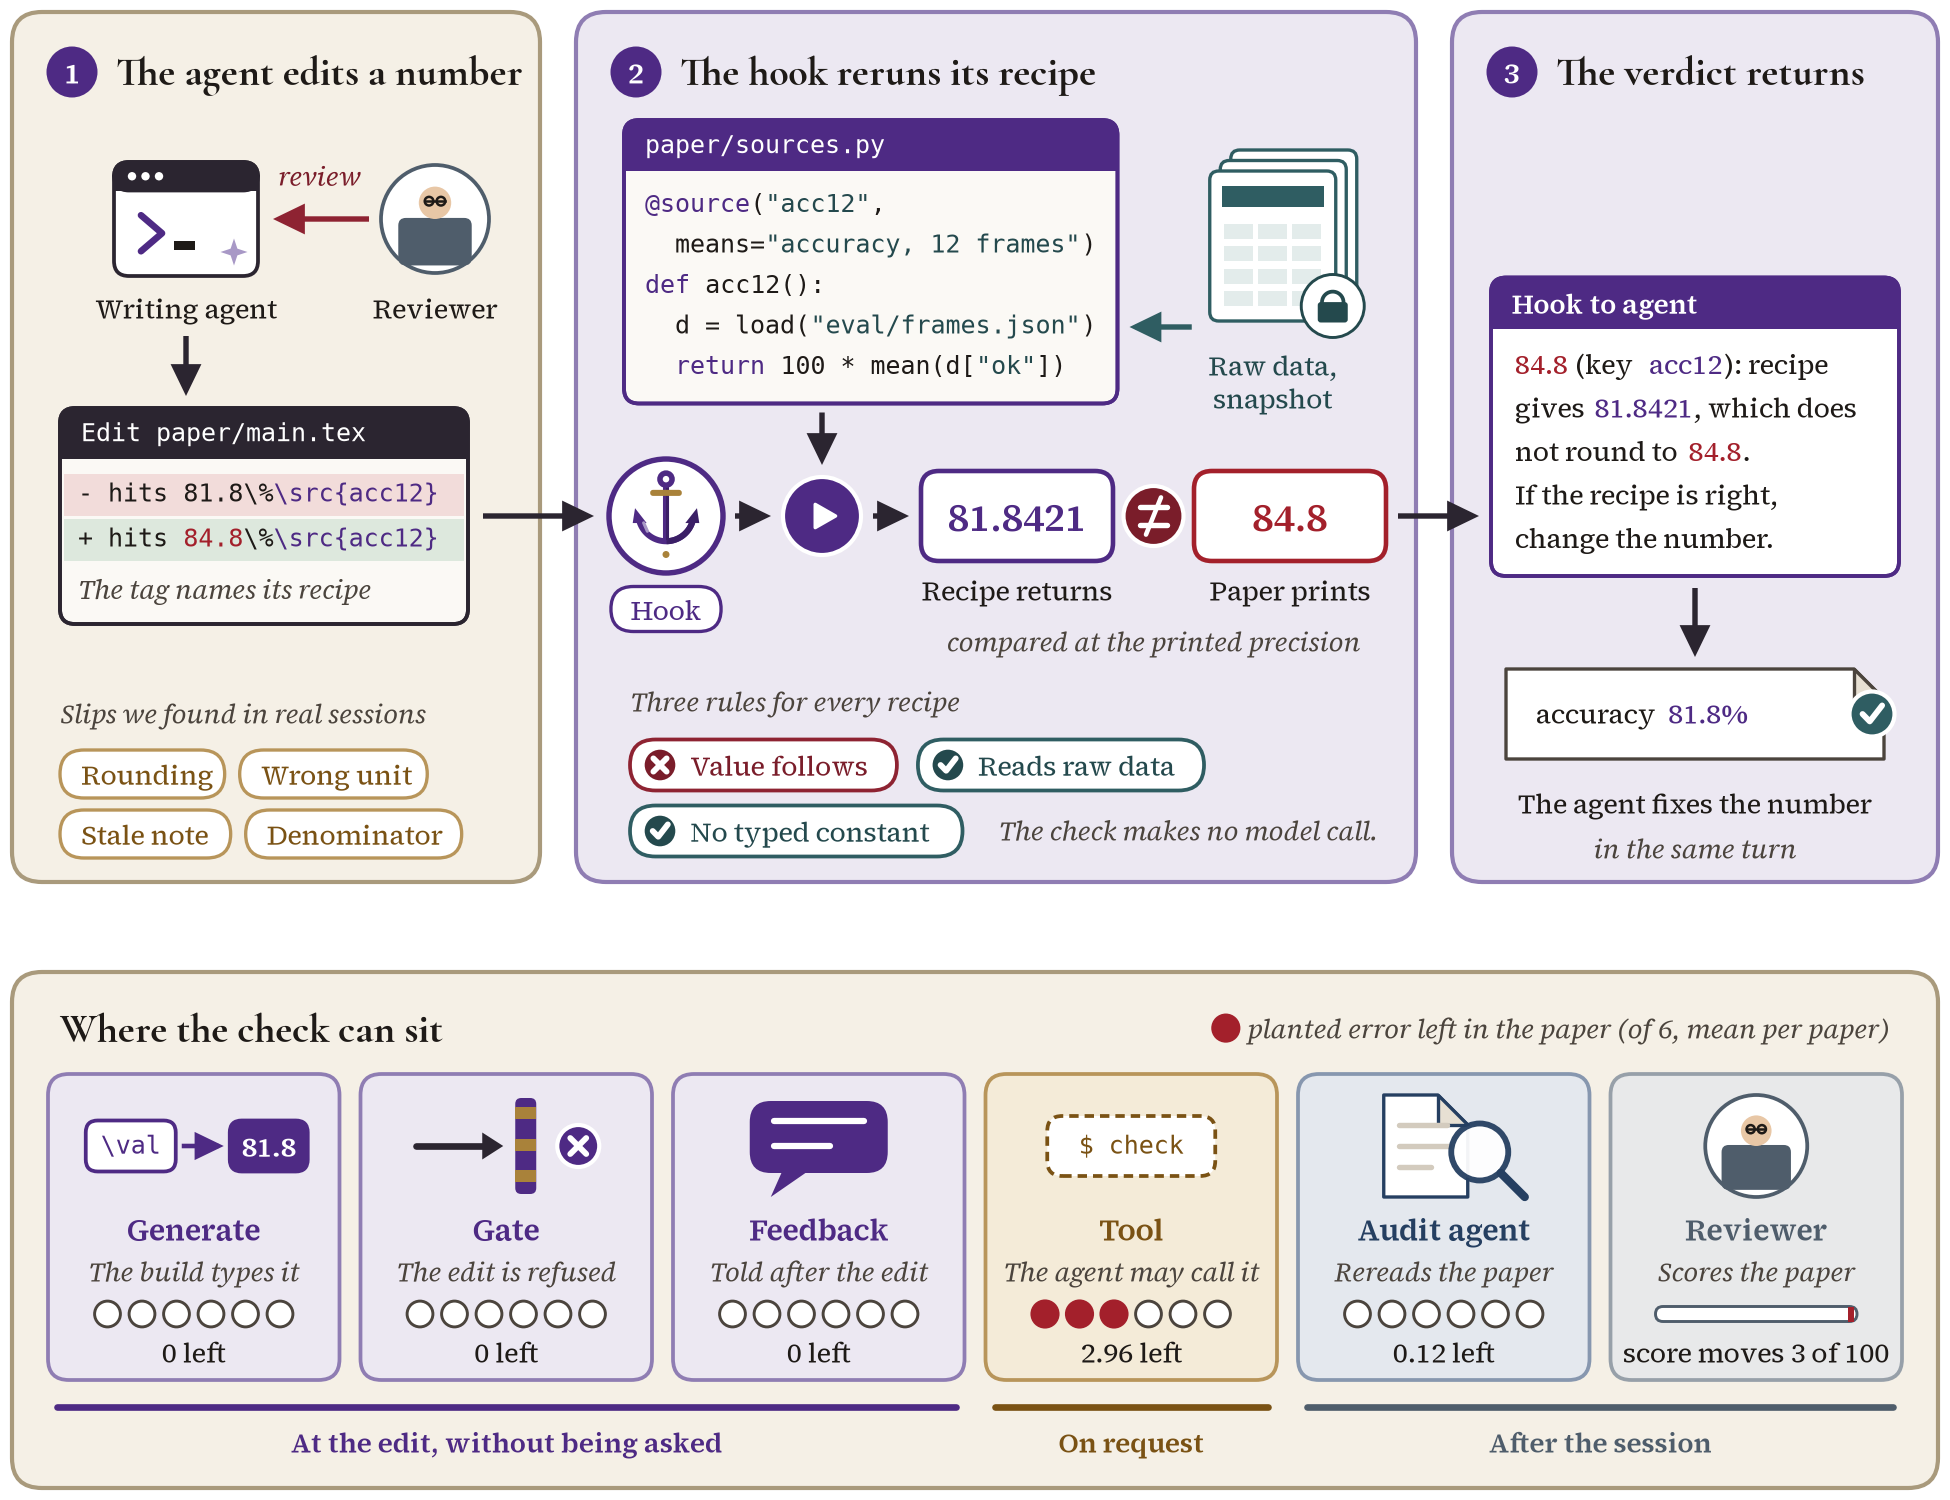 1 The agent edits a number
review
Writing agent
Reviewer
Edit paper/main.tex
- hits 81.8\%\src{acc12}
+ hits 84.8\%\src{acc12}
The tag names its recipe
Slips we found in real sessions
Rounding
Wrong unit
Stale note
Denominator
2 The hook reruns its recipe
paper/sources.py
@source("acc12",
means="accuracy, 12 frames")
def acc12():
d = load("eval/frames.json")
return 100 * mean(d["ok"])
Raw data,
snapshot
Hook
81.8421
≠
84.8
Recipe returns
Paper prints
compared at the printed precision
Three rules for every recipe
Value follows
Reads raw data
No typed constant
The check makes no model call.
3 The verdict returns
Hook to agent
84.8 (key acc12): recipe
gives 81.8421, which does
not round to 84.8.
If the recipe is right,
change the number.
accuracy 81.8%
The agent fixes the number
in the same turn
Where the check can sit
planted error left in the paper (of 6, mean per paper)
\val
81.8
Generate
The build types it
0 left
Gate
The edit is refused
0 left
Feedback
Told after the edit
0 left
$ check
Tool
The agent may call it
2.96 left
Audit agent
Rereads the paper
0.12 left
Reviewer
Scores the paper
score moves 3 of 100
At the edit, without being asked
On request
After the session